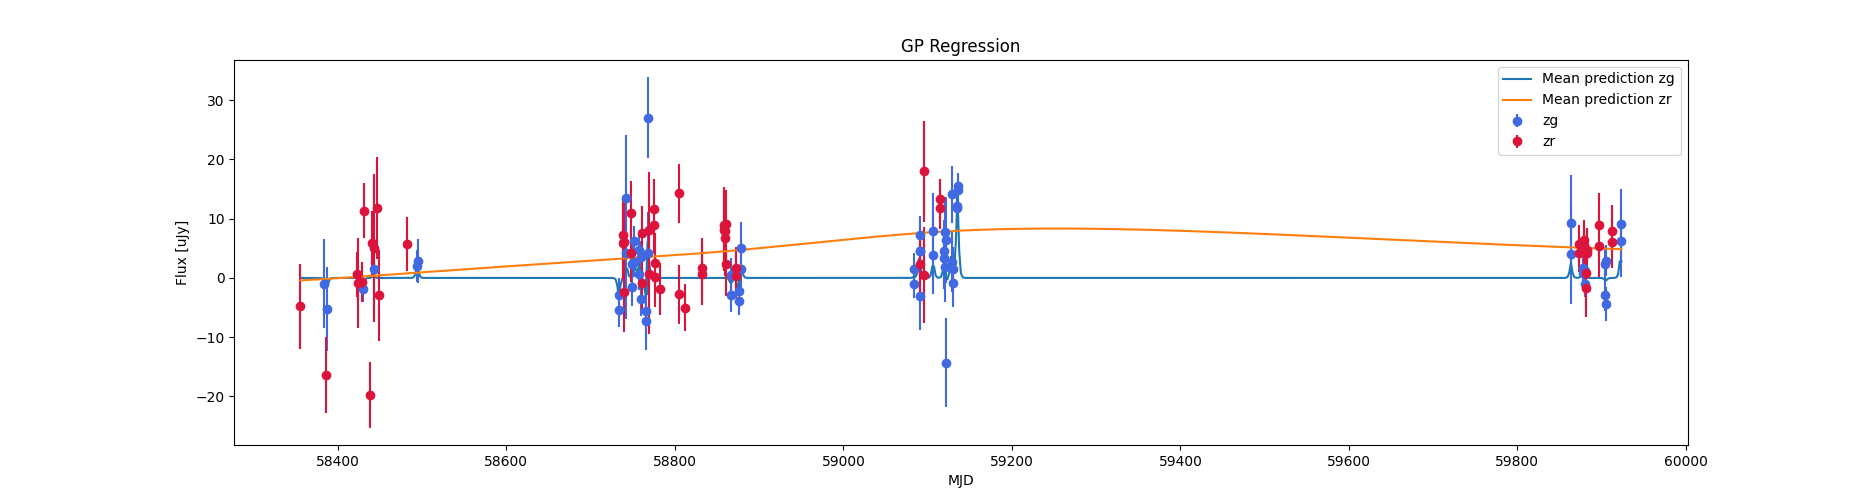 GP Regression
Flux [uJy]
30
20
10
0
−10
−20
58400
58600
58800
59000
59200
59400
59600
59800
60000
MJD
Mean prediction zg
Mean prediction zr
zg
zr